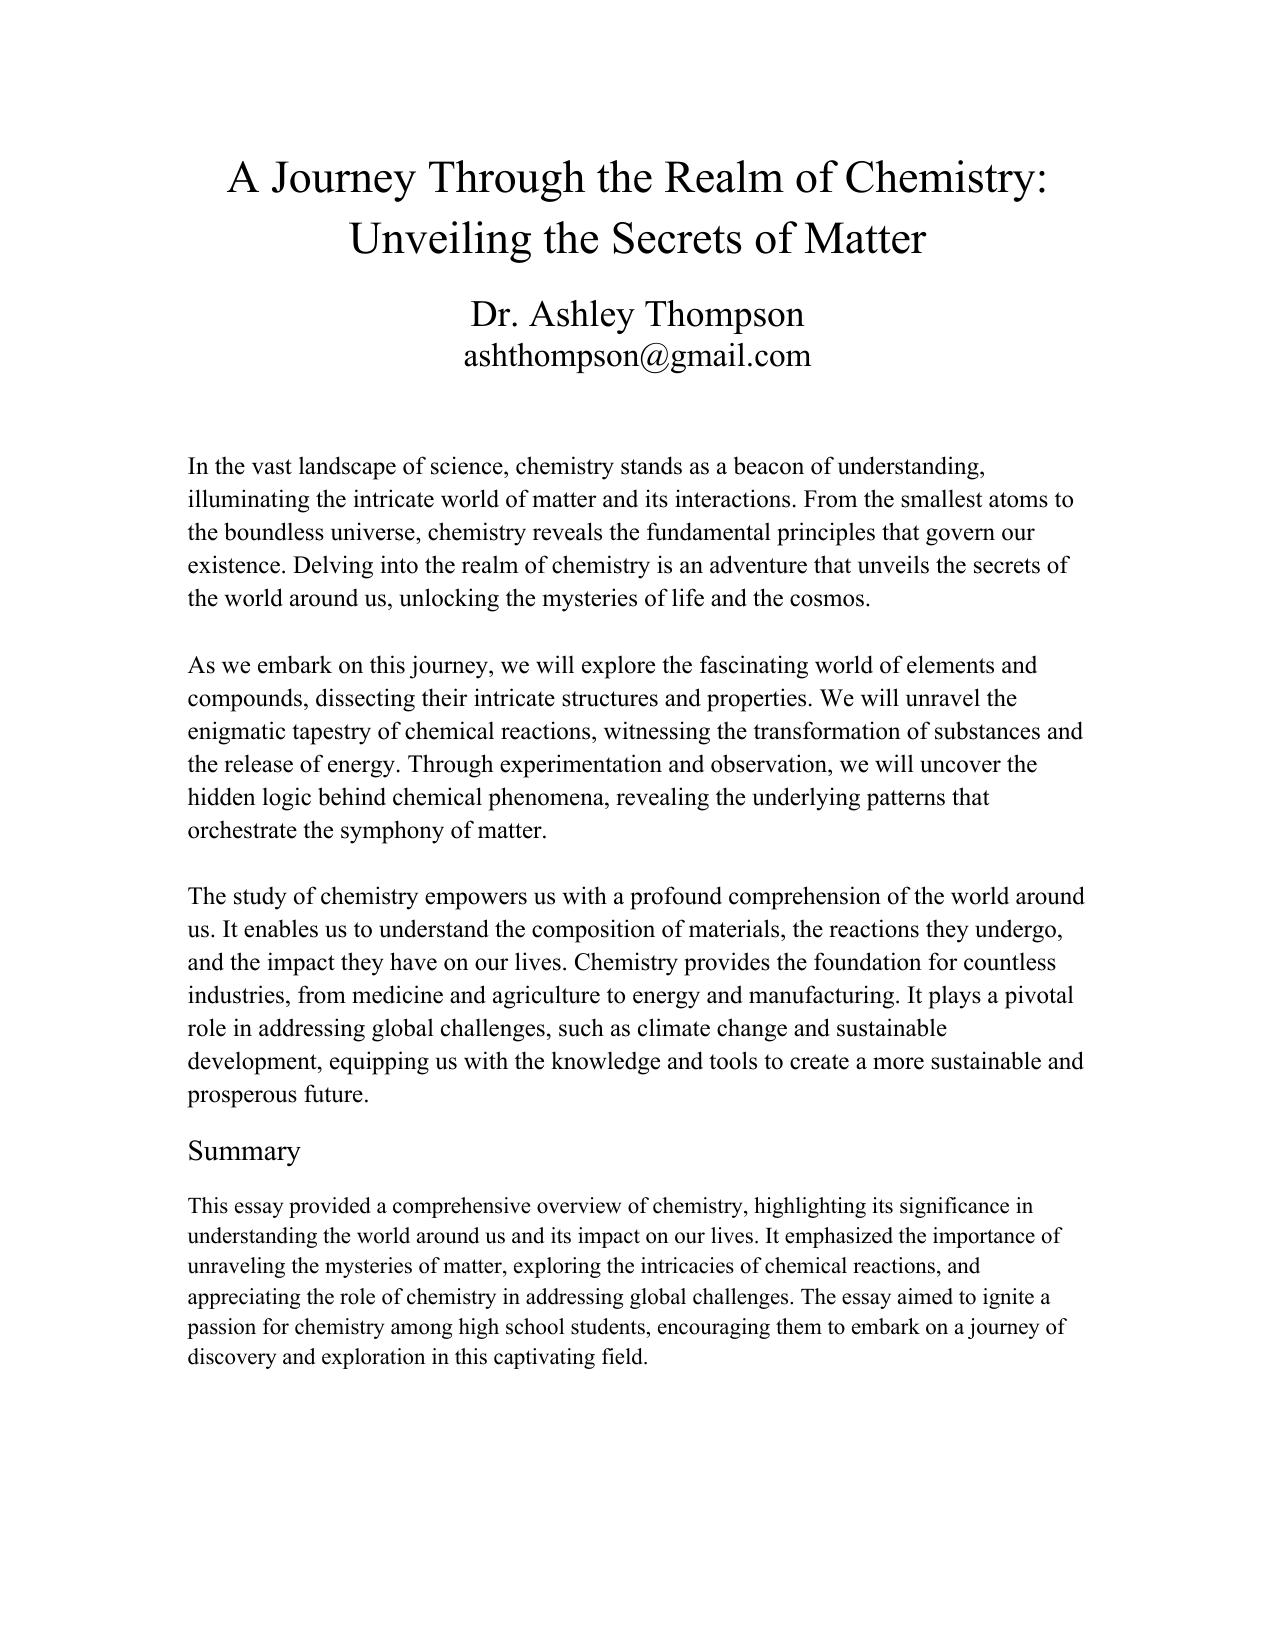 A Journey Through the Realm of Chemistry:
Unveiling the Secrets of Matter
Dr. Ashley Thompson
ashthompson@gmail.com
In the vast landscape of science, chemistry stands as a beacon of understanding,
illuminating the intricate world of matter and its interactions. From the smallest atoms to
the boundless universe, chemistry reveals the fundamental principles that govern our
existence. Delving into the realm of chemistry is an adventure that unveils the secrets of
the world around us, unlocking the mysteries of life and the cosmos.
As we embark on this journey, we will explore the fascinating world of elements and
compounds, dissecting their intricate structures and properties. We will unravel the
enigmatic tapestry of chemical reactions, witnessing the transformation of substances and
the release of energy. Through experimentation and observation, we will uncover the
hidden logic behind chemical phenomena, revealing the underlying patterns that
orchestrate the symphony of matter.
The study of chemistry empowers us with a profound comprehension of the world around
us. It enables us to understand the composition of materials, the reactions they undergo,
and the impact they have on our lives. Chemistry provides the foundation for countless
industries, from medicine and agriculture to energy and manufacturing. It plays a pivotal
role in addressing global challenges, such as climate change and sustainable
development, equipping us with the knowledge and tools to create a more sustainable and
prosperous future.
Summary
This essay provided a comprehensive overview of chemistry, highlighting its significance in
understanding the world around us and its impact on our lives. It emphasized the importance of
unraveling the mysteries of matter, exploring the intricacies of chemical reactions, and
appreciating the role of chemistry in addressing global challenges. The essay aimed to ignite a
passion for chemistry among high school students, encouraging them to embark on a journey of
discovery and exploration in this captivating field.